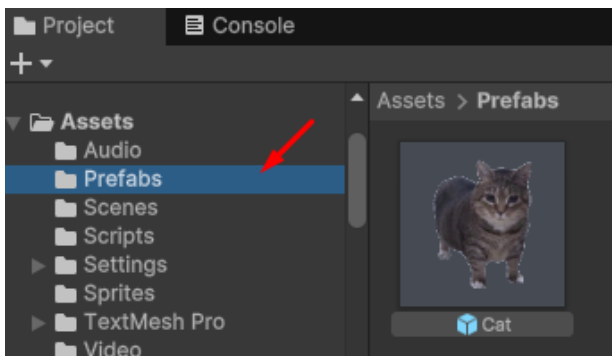 Project
Console
Assets > Prefabs
Assets
Audio
Prefabs
Scenes
Scripts
Settings
Sprites
TextMesh Pro
Video
Cat